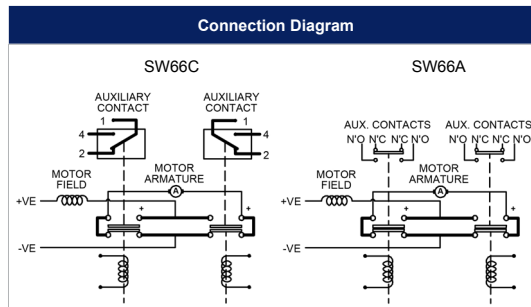 Connection Diagram
SW66C
AUXILIARY
CONTACT
1
4
2
AUXILIARY
CONTACT
1
4
2
MOTOR
FIELD
MOTOR
ARMATURE
A
+VE
+
+
-VE
SW66A
AUX. CONTACTS
N'O N'C N'C N'O
AUX. CONTACTS
N'O N'C N'C N'O
MOTOR
FIELD
MOTOR
ARMATURE
A
+VE
+
+
-VE